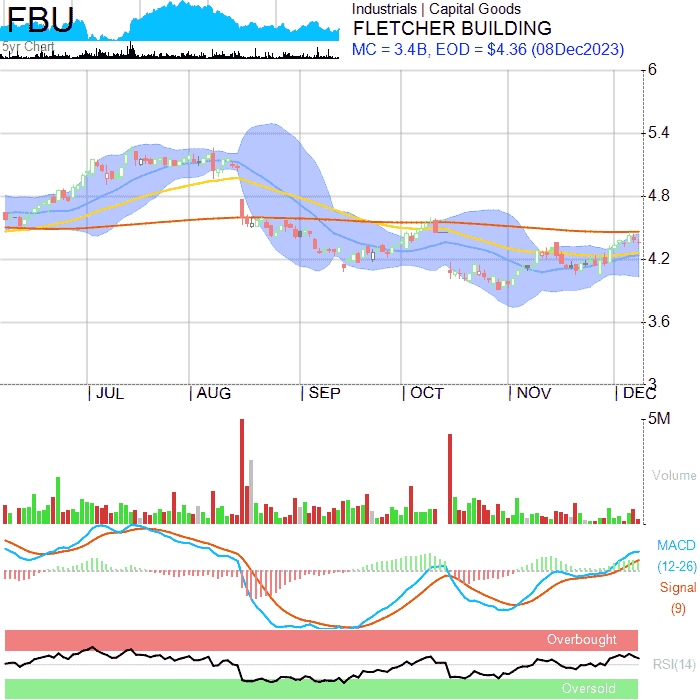 FBU
5yr Chart
Industrials | Capital Goods
FLETCHER BUILDING
MC = 3.4B, EOD = $4.36 (08Dec2023)
6
5.4
4.8
4.2
3.6
3
JUL AUG SEP OCT NOV DEC
5M
Volume
MACD
(12-26)
Signal
(9)
Overbought
RSI(14)
Oversold